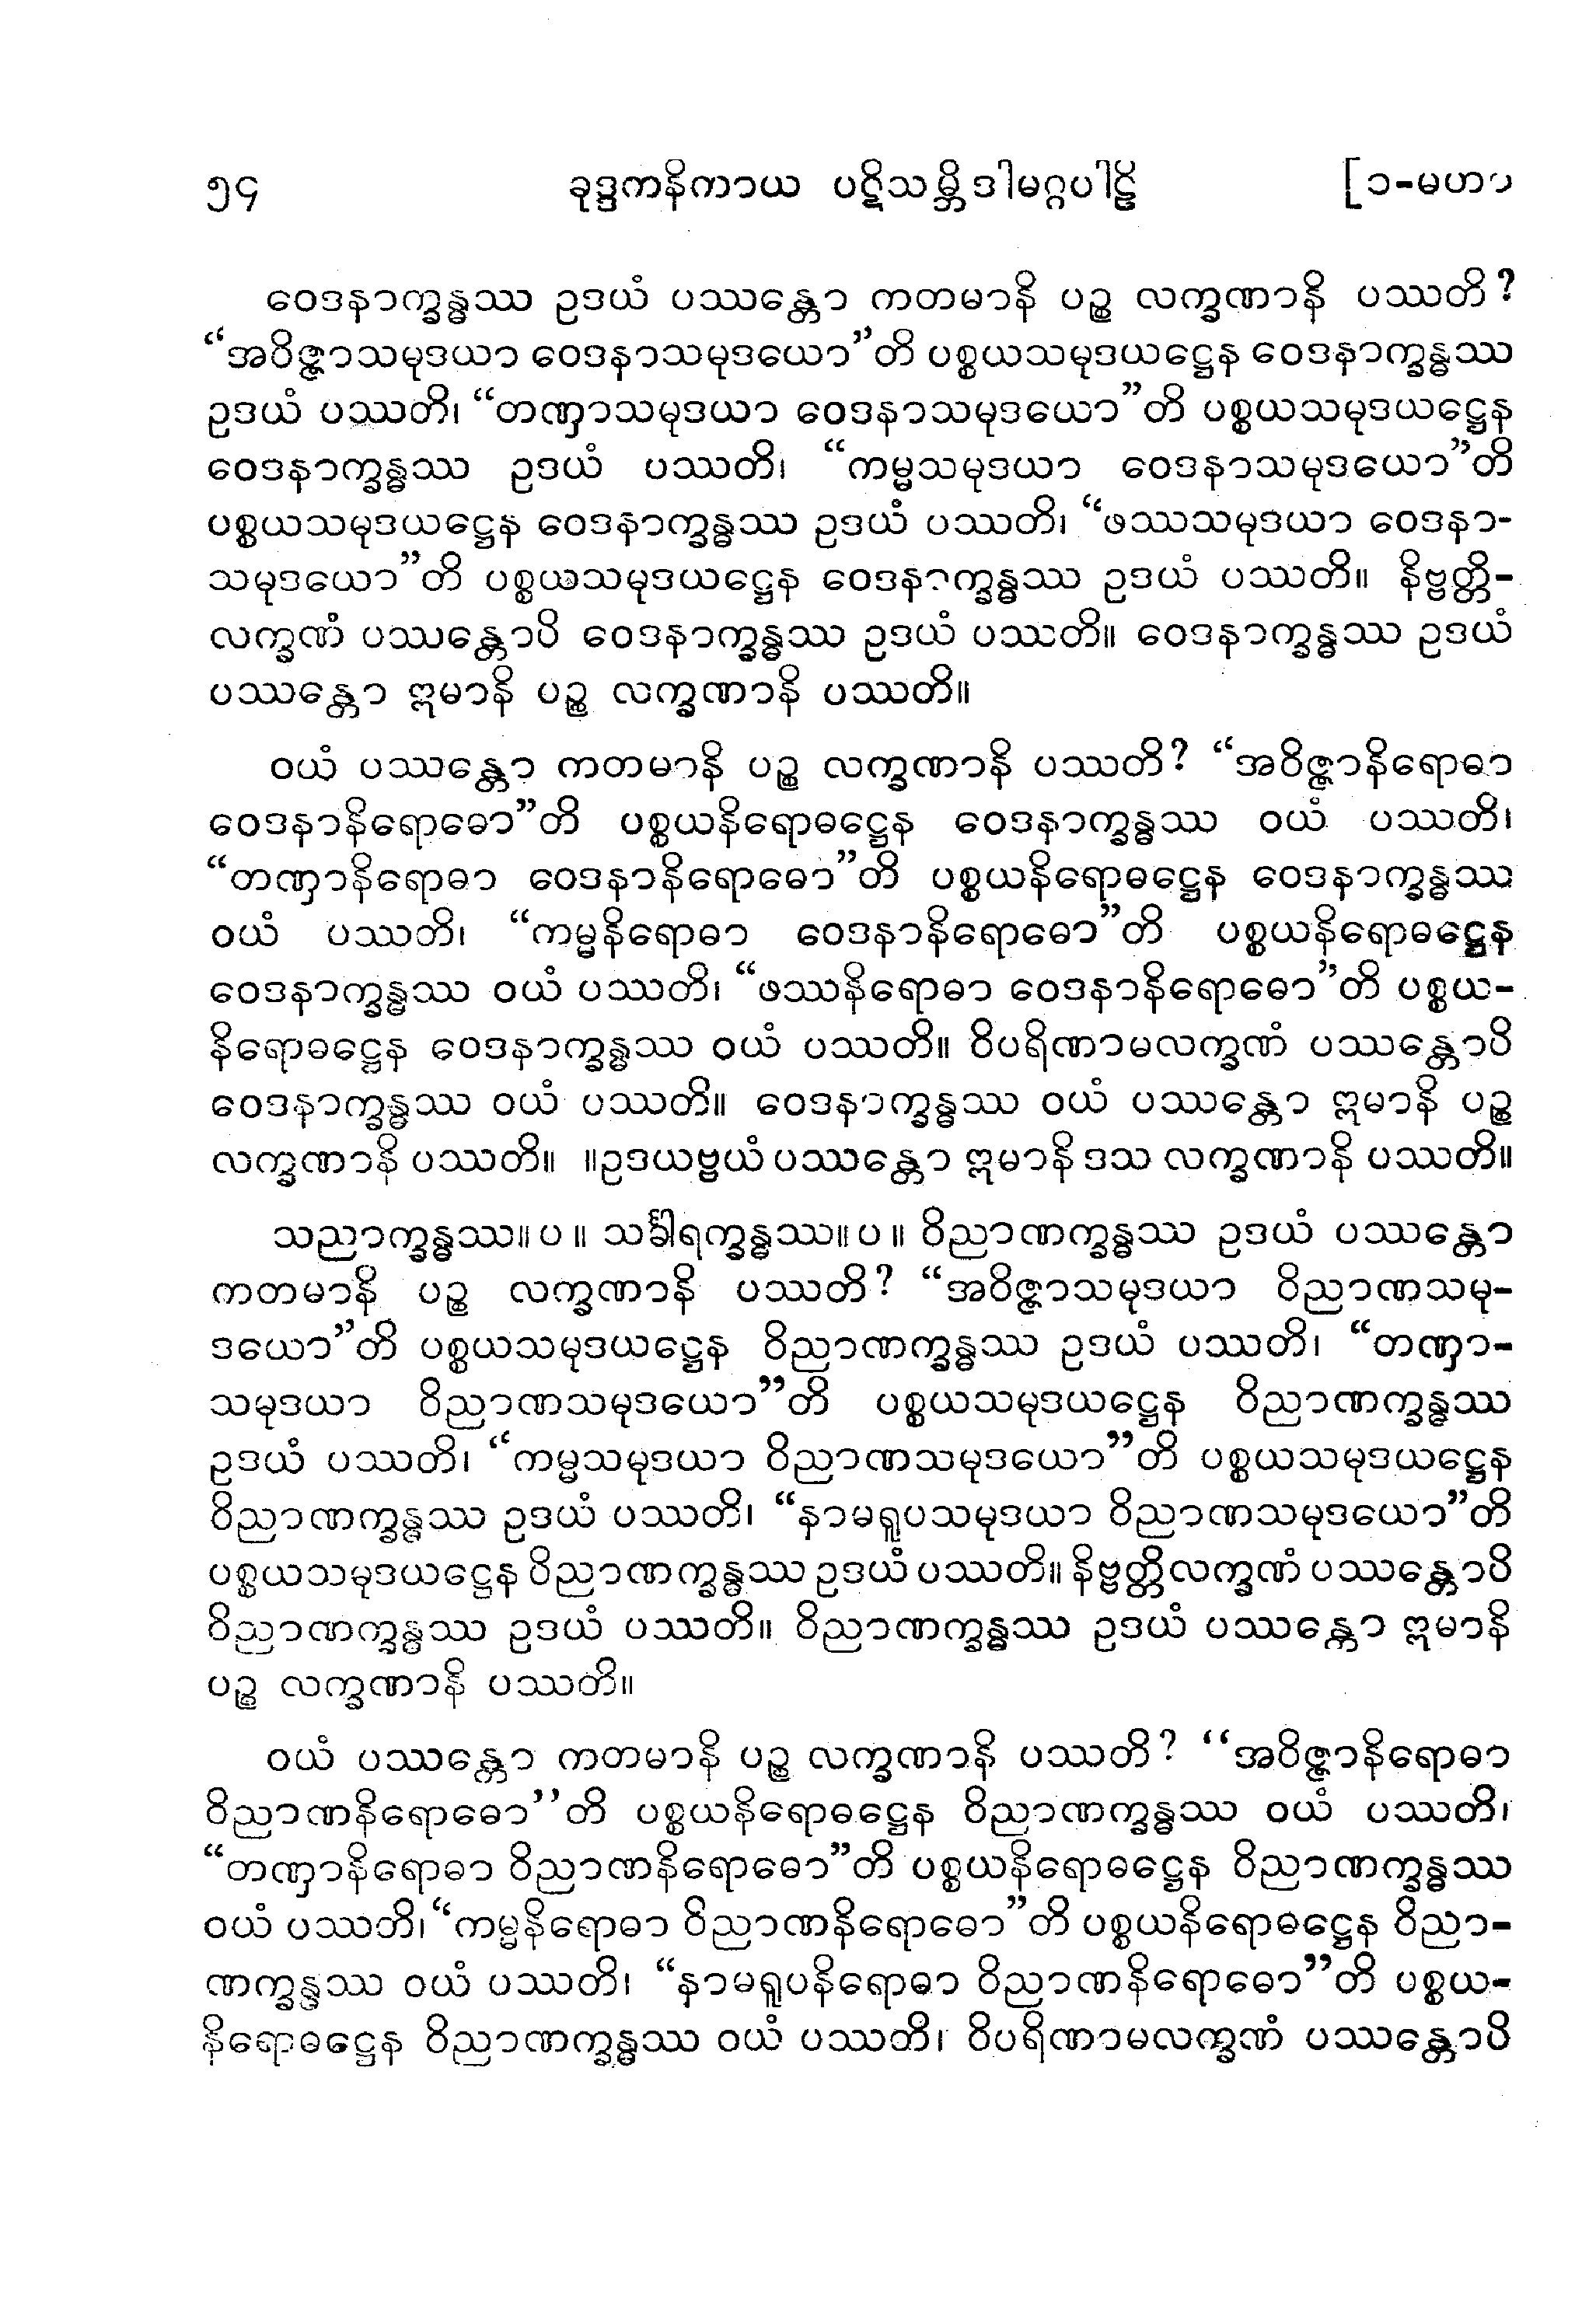 ၅၄ ခုဒ္ဒကနိကာယ ပဋိသမ္ဘိဒါမဂ္ဂပါဠိ [၁-မဟာ
ဝေဒနာက္ခန္ဓဿ ဥဒယံ ပဿန္တော ကတမာနိ ပဉ္စ လက္ခဏာနိ ပဿတိ?
“အဝိဇ္ဇာသမုဒယာ ဝေဒနာသမုဒယော”တိ ပစ္စယသမုဒယဋ္ဌေန ဝေဒနာက္ခန္ဓဿ
ဥဒယံ ပဿတိ၊ “တဏှာသမုဒယာ ဝေဒနာသမုဒယော”တိ ပစ္စယသမုဒယဋ္ဌေန
ဝေဒနာက္ခန္ဓဿ ဥဒယံ ပဿတိ၊ “ကမ္မသမုဒယာ ဝေဒနာသမုဒယော”တိ
ပစ္စယသမုဒယဋ္ဌေန ဝေဒနာက္ခန္ဓဿ ဥဒယံ ပဿတိ၊ “ဖဿသမုဒယာ ဝေဒနာ-
သမုဒယော”တိ ပစ္စယသမုဒယဋ္ဌေန ဝေဒနာက္ခန္ဓဿ ဥဒယံ ပဿတိ။ နိဗ္ဗတ္တိ-
လက္ခဏံ ပဿန္တောပိ ဝေဒနာက္ခန္ဓဿ ဥဒယံ ပဿတိ။ ဝေဒနာက္ခန္ဓဿ ဥဒယံ
ပဿန္တော ဣမာနိ ပဉ္စ လက္ခဏာနိ ပဿတိ။
ဝယံ ပဿန္တော ကတမာနိ ပဉ္စ လက္ခဏာနိ ပဿတိ? “အဝိဇ္ဇာနိရောဓာ
ဝေဒနာနိရောဓော”တိ ပစ္စယနိရောဓဋ္ဌေန ဝေဒနာက္ခန္ဓဿ ဝယံ ပဿတိ၊
“တဏှာနိရောဓာ ဝေဒနာနိရောဓော”တိ ပစ္စယနိရောဓဋ္ဌေန ဝေဒနာက္ခန္ဓဿ
ဝယံ ပဿတိ၊ “ကမ္မနိရောဓာ ဝေဒနာနိရောဓော”တိ ပစ္စယနိရောဓဋ္ဌေန
ဝေဒနာက္ခန္ဓဿ ဝယံ ပဿတိ၊ “ဖဿနိရောဓာ ဝေဒနာနိရောဓော”တိ ပစ္စယ-
နိရောဓဋ္ဌေန ဝေဒနာက္ခန္ဓဿ ဝယံ ပဿတိ။ ဝိပရိဏာမလက္ခဏံ ပဿန္တောပိ
ဝေဒနာက္ခန္ဓဿ ဝယံ ပဿတိ။ ဝေဒနာက္ခန္ဓဿ ဝယံ ပဿန္တော ဣမာနိ ပဉ္စ
လက္ခဏာနိ ပဿတိ။ ။ဥဒယဗ္ဗယံ ပဿန္တော ဣမာနိ ဒသ လက္ခဏာနိ ပဿတိ။
သညာက္ခန္ဓဿ။ပ။ သင်္ခါရက္ခန္ဓဿ။ပ။ ဝိညာဏက္ခန္ဓဿ ဥဒယံ ပဿန္တော
ကတမာနိ ပဉ္စ လက္ခဏာနိ ပဿတိ? “အဝိဇ္ဇာသမုဒယာ ဝိညာဏသမု-
ဒယော”တိ ပစ္စယသမုဒယဋ္ဌေန ဝိညာဏက္ခန္ဓဿ ဥဒယံ ပဿတိ၊ “တဏှာ-
သမုဒယာ ဝိညာဏသမုဒယော”တိ ပစ္စယသမုဒယဋ္ဌေန ဝိညာဏက္ခန္ဓဿ
ဥဒယံ ပဿတိ၊ “ကမ္မသမုဒယာ ဝိညာဏသမုဒယော”တိ ပစ္စယသမုဒယဋ္ဌေန
ဝိညာဏက္ခန္ဓဿ ဥဒယံ ပဿတိ၊ “နာမရူပသမုဒယာ ဝိညာဏသမုဒယော”တိ
ပစ္စယသမုဒယဋ္ဌေန ဝိညာဏက္ခန္ဓဿ ဥဒယံ ပဿတိ။ နိဗ္ဗတ္တိလက္ခဏံ ပဿန္တောပိ
ဝိညာဏက္ခန္ဓဿ ဥဒယံ ပဿတိ။ ဝိညာဏက္ခန္ဓဿ ဥဒယံ ပဿန္တော ဣမာနိ
ပဉ္စ လက္ခဏာနိ ပဿတိ။
ဝယံ ပဿန္တော ကတမာနိ ပဉ္စ လက္ခဏာနိ ပဿတိ? ‘‘အဝိဇ္ဇာနိရောဓာ
ဝိညာဏနိရောဓော’’တိ ပစ္စယနိရောဓဋ္ဌေန ဝိညာဏက္ခန္ဓဿ ဝယံ ပဿတိ၊
“တဏှာနိရောဓာ ဝိညာဏနိရောဓော”တိ ပစ္စယနိရောဓဋ္ဌေန ဝိညာဏက္ခန္ဓဿ
ဝယံ ပဿတိ၊ “ကမ္မနိရောဓာ ဝိညာဏနိရောဓော”တိ ပစ္စယနိရောဓဋ္ဌေန ဝိညာ-
ဏက္ခန္ဓဿ ဝယံ ပဿတိ၊ “နာမရူပနိရောဓာ ဝိညာဏနိရောဓော”တိ ပစ္စယ-
နိရောဓဋ္ဌေန ဝိညာဏက္ခန္ဓဿ ဝယံ ပဿတိ၊ ဝိပရိဏာမလက္ခဏံ ပဿန္တောပိ